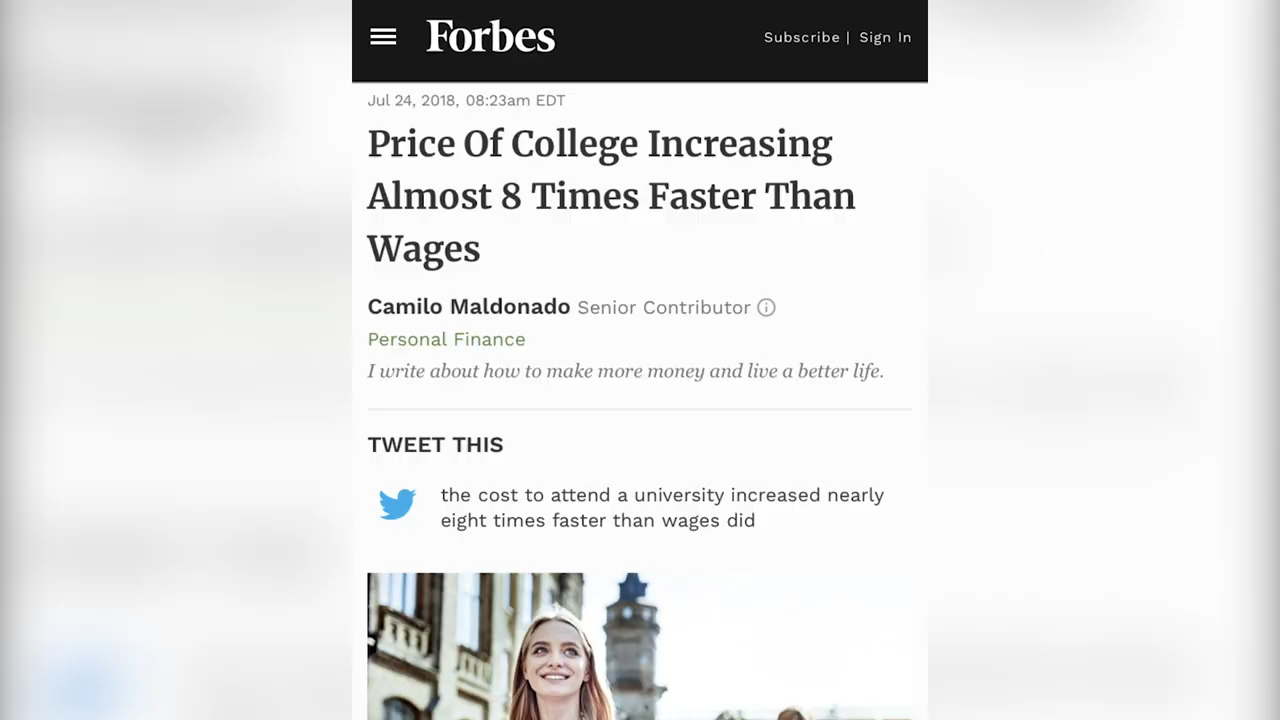 Forbes
Subscribe | Sign In
Jul 24, 2018, 08:23am EDT
Price Of College Increasing
Almost 8 Times Faster Than
Wages
Camilo Maldonado Senior Contributor
Personal Finance
I write about how to make more money and live a better life.
TWEET THIS
the cost to attend a university increased nearly
eight times faster than wages did